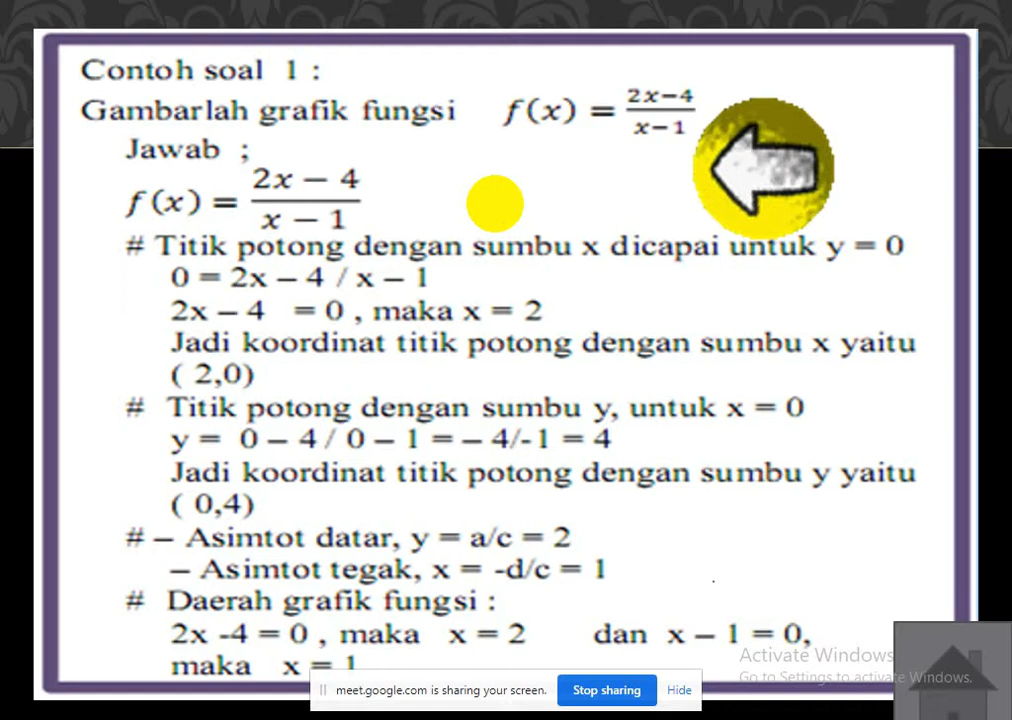 Contoh soal 1 :
Gambarlah grafik fungsi f(x) = 2x−4 / x−1
Jawab ;
f(x) = 2x − 4 / x − 1
# Titik potong dengan sumbu x dicapai untuk y = 0
0 = 2x – 4 / x – 1
2x – 4 = 0 , maka x = 2
Jadi koordinat titik potong dengan sumbu x yaitu
( 2,0)
# Titik potong dengan sumbu y, untuk x = 0
y = 0 – 4 / 0 – 1 = – 4/-1 = 4
Jadi koordinat titik potong dengan sumbu y yaitu
( 0,4)
# – Asimtot datar, y = a/c = 2
– Asimtot tegak, x = -d/c = 1
# Daerah grafik fungsi :
2x -4 = 0 , maka x = 2 dan x – 1 = 0,
maka x = 1
Activate Windows
Go to Settings to activate Windows.
meet.google.com is sharing your screen. Stop sharing Hide